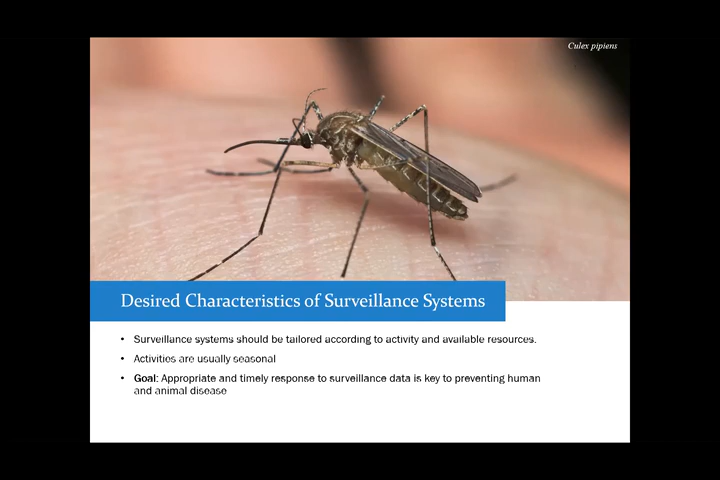 Culex pipiens
Desired Characteristics of Surveillance Systems
• Surveillance systems should be tailored according to activity and available resources.
• Activities are usually seasonal
• Goal: Appropriate and timely response to surveillance data is key to preventing human
and animal disease